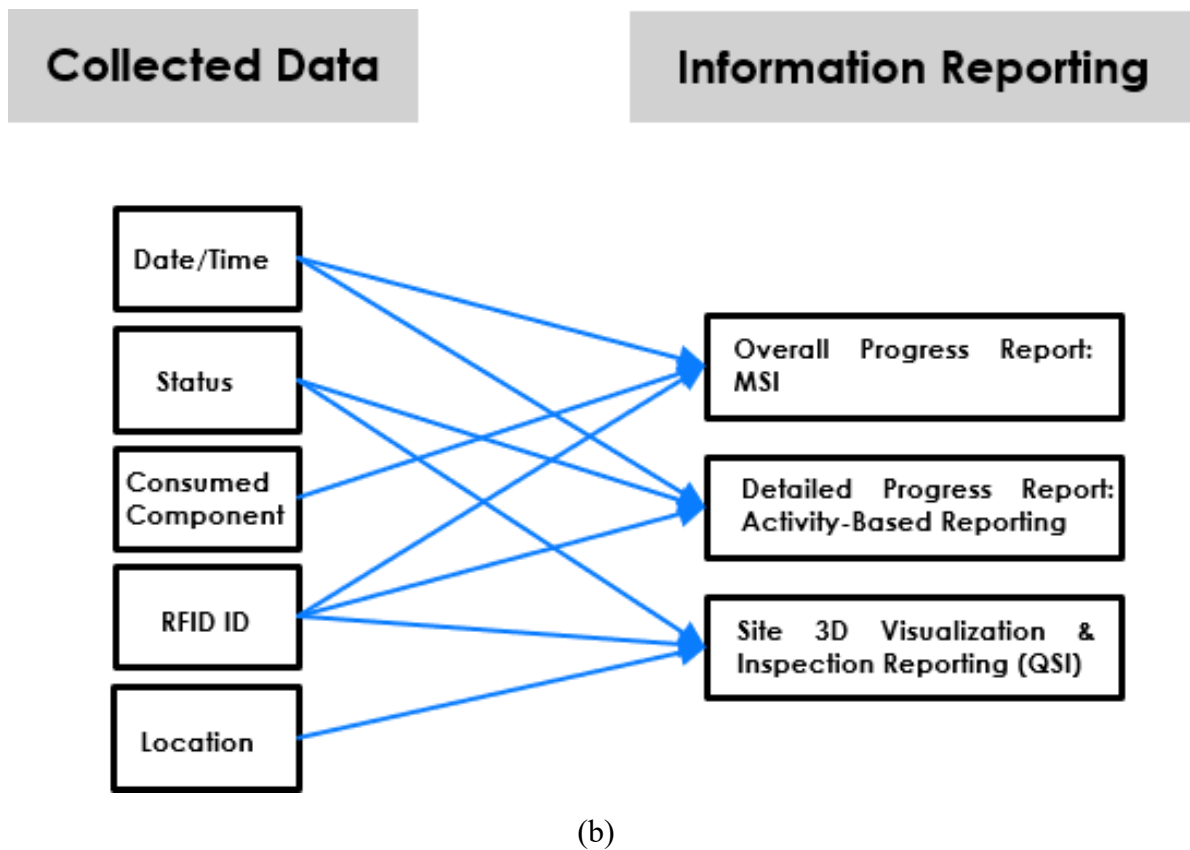 Collected Data
Information Reporting
Date/Time
Status
Consumed
Component
RFID ID
Location
Overall Progress Report:
MSI
Detailed Progress Report:
Activity-Based Reporting
Site 3D Visualization &
Inspection Reporting (QSI)
(b)